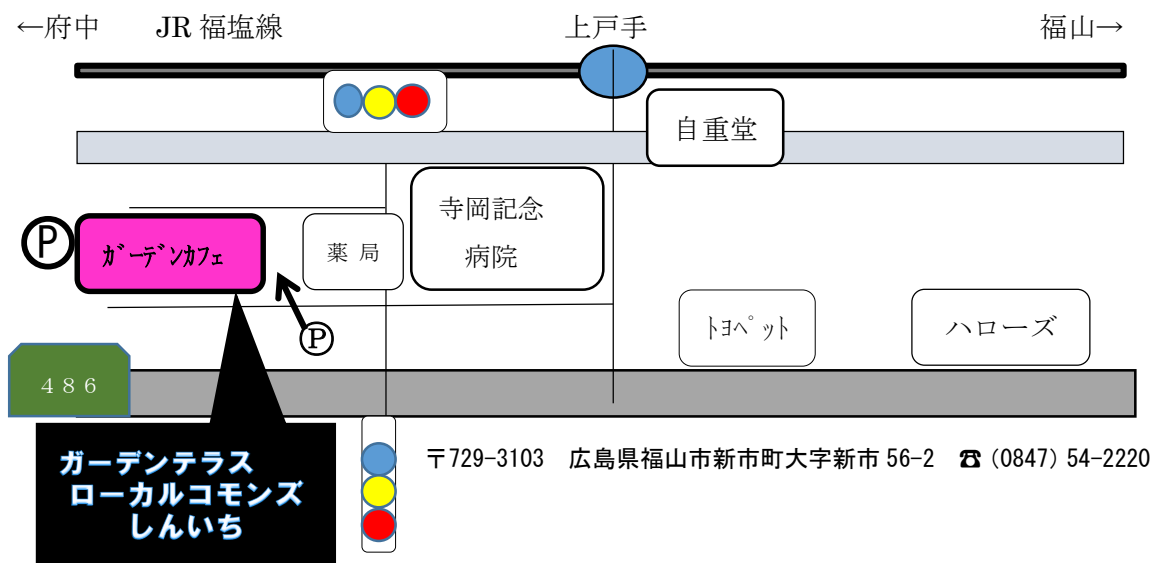 ←府中 JR 福塩線 上戸手 福山→
自重堂
寺岡記念
病院
Ⓟ
ガーデンカフェ
薬 局
Ⓟ
トヨペット
ハローズ
486
ガーデンテラス
ローカルコモンズ
しんいち
〒729-3103 広島県福山市新市町大字新市 56-2 ☎ (0847) 54-2220